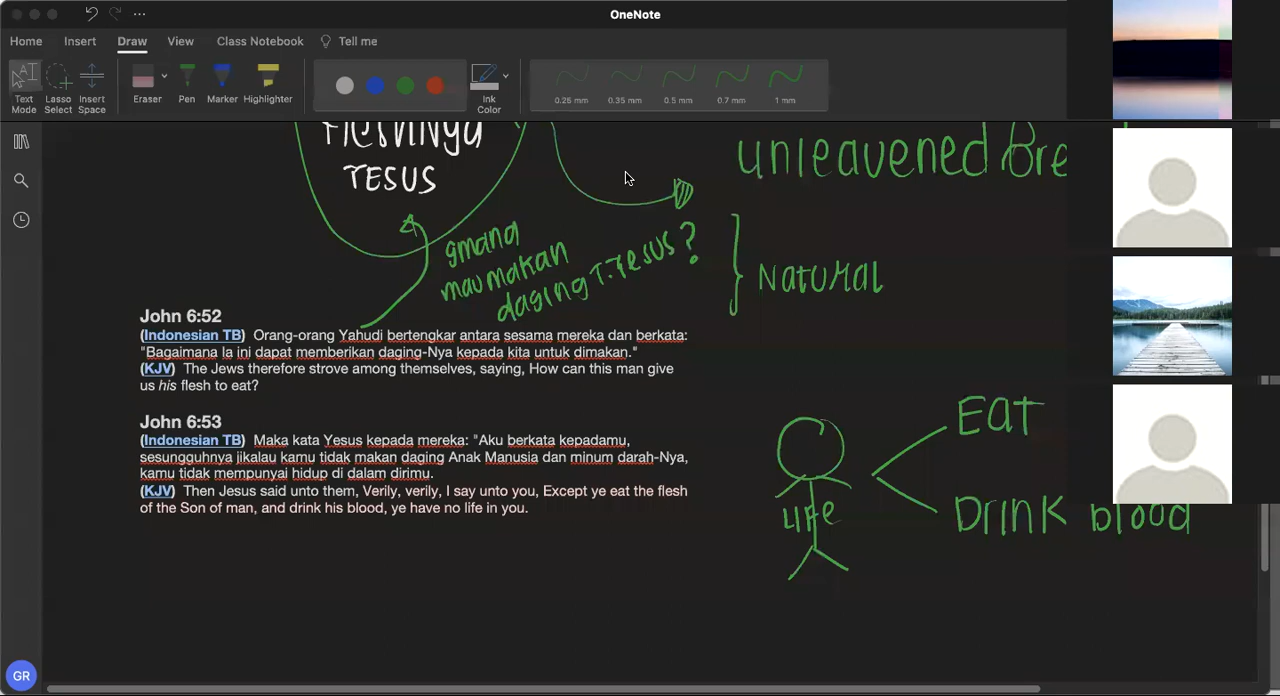 OneNote
Home Insert Draw View Class Notebook Tell me
Text Mode
Lasso Select
Insert Space
Eraser
Pen
Marker
Highlighter
Ink Color
0.25 mm 0.35 mm 0.5 mm 0.7 mm 1 mm
FleshNya
TESUS
unleavened Bre
gmana
mau makan
daging T.Yesus?
Natural
John 6:52
(Indonesian TB) Orang-orang Yahudi bertengkar antara sesama mereka dan berkata:
"Bagaimana Ia ini dapat memberikan daging-Nya kepada kita untuk dimakan."
(KJV) The Jews therefore strove among themselves, saying, How can this man give
us his flesh to eat?
John 6:53
(Indonesian TB) Maka kata Yesus kepada mereka: "Aku berkata kepadamu,
sesungguhnya jikalau kamu tidak makan daging Anak Manusia dan minum darah-Nya,
kamu tidak mempunyai hidup di dalam dirimu.
(KJV) Then Jesus said unto them, Verily, verily, I say unto you, Except ye eat the flesh
of the Son of man, and drink his blood, ye have no life in you.
Eat
Life
Drink blood
GR